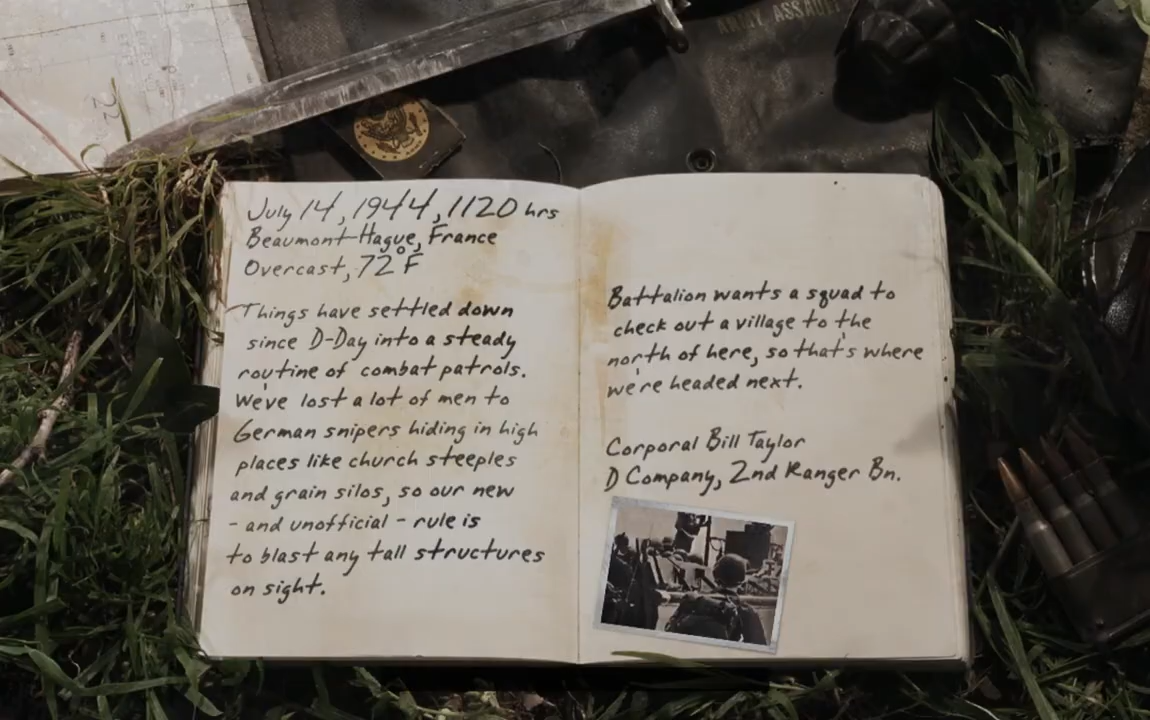 ARMY ASSAULT
July 14, 1944, 1120 hrs
Beaumont-Hague, France
Overcast, 72°F
Things have settled down
since D-Day into a steady
routine of combat patrols.
We've lost a lot of men to
German snipers hiding in high
places like church steeples
and grain silos, so our new
- and unofficial - rule is
to blast any tall structures
on sight.
Battalion wants a squad to
check out a village to the
north of here, so that's where
we're headed next.
Corporal Bill Taylor
D Company, 2nd Ranger Bn.